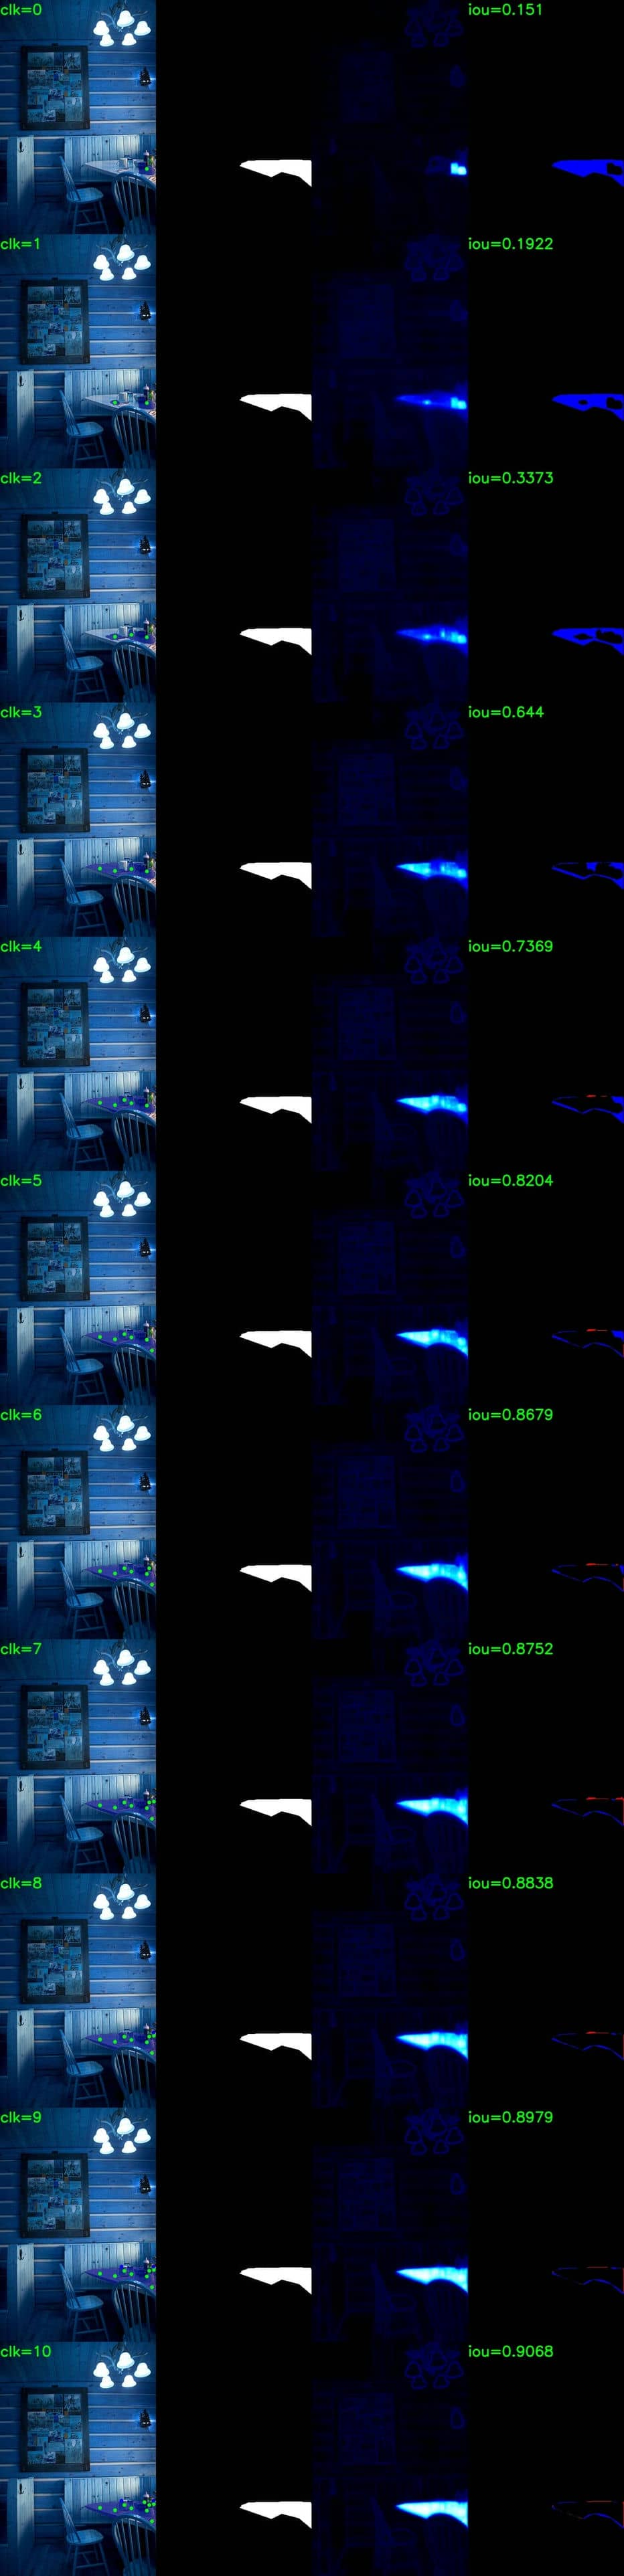 clk=0 iou=0.151
clk=1 iou=0.1922
clk=2 iou=0.3373
clk=3 iou=0.644
clk=4 iou=0.7369
clk=5 iou=0.8204
clk=6 iou=0.8679
clk=7 iou=0.8752
clk=8 iou=0.8838
clk=9 iou=0.8979
clk=10 iou=0.9068